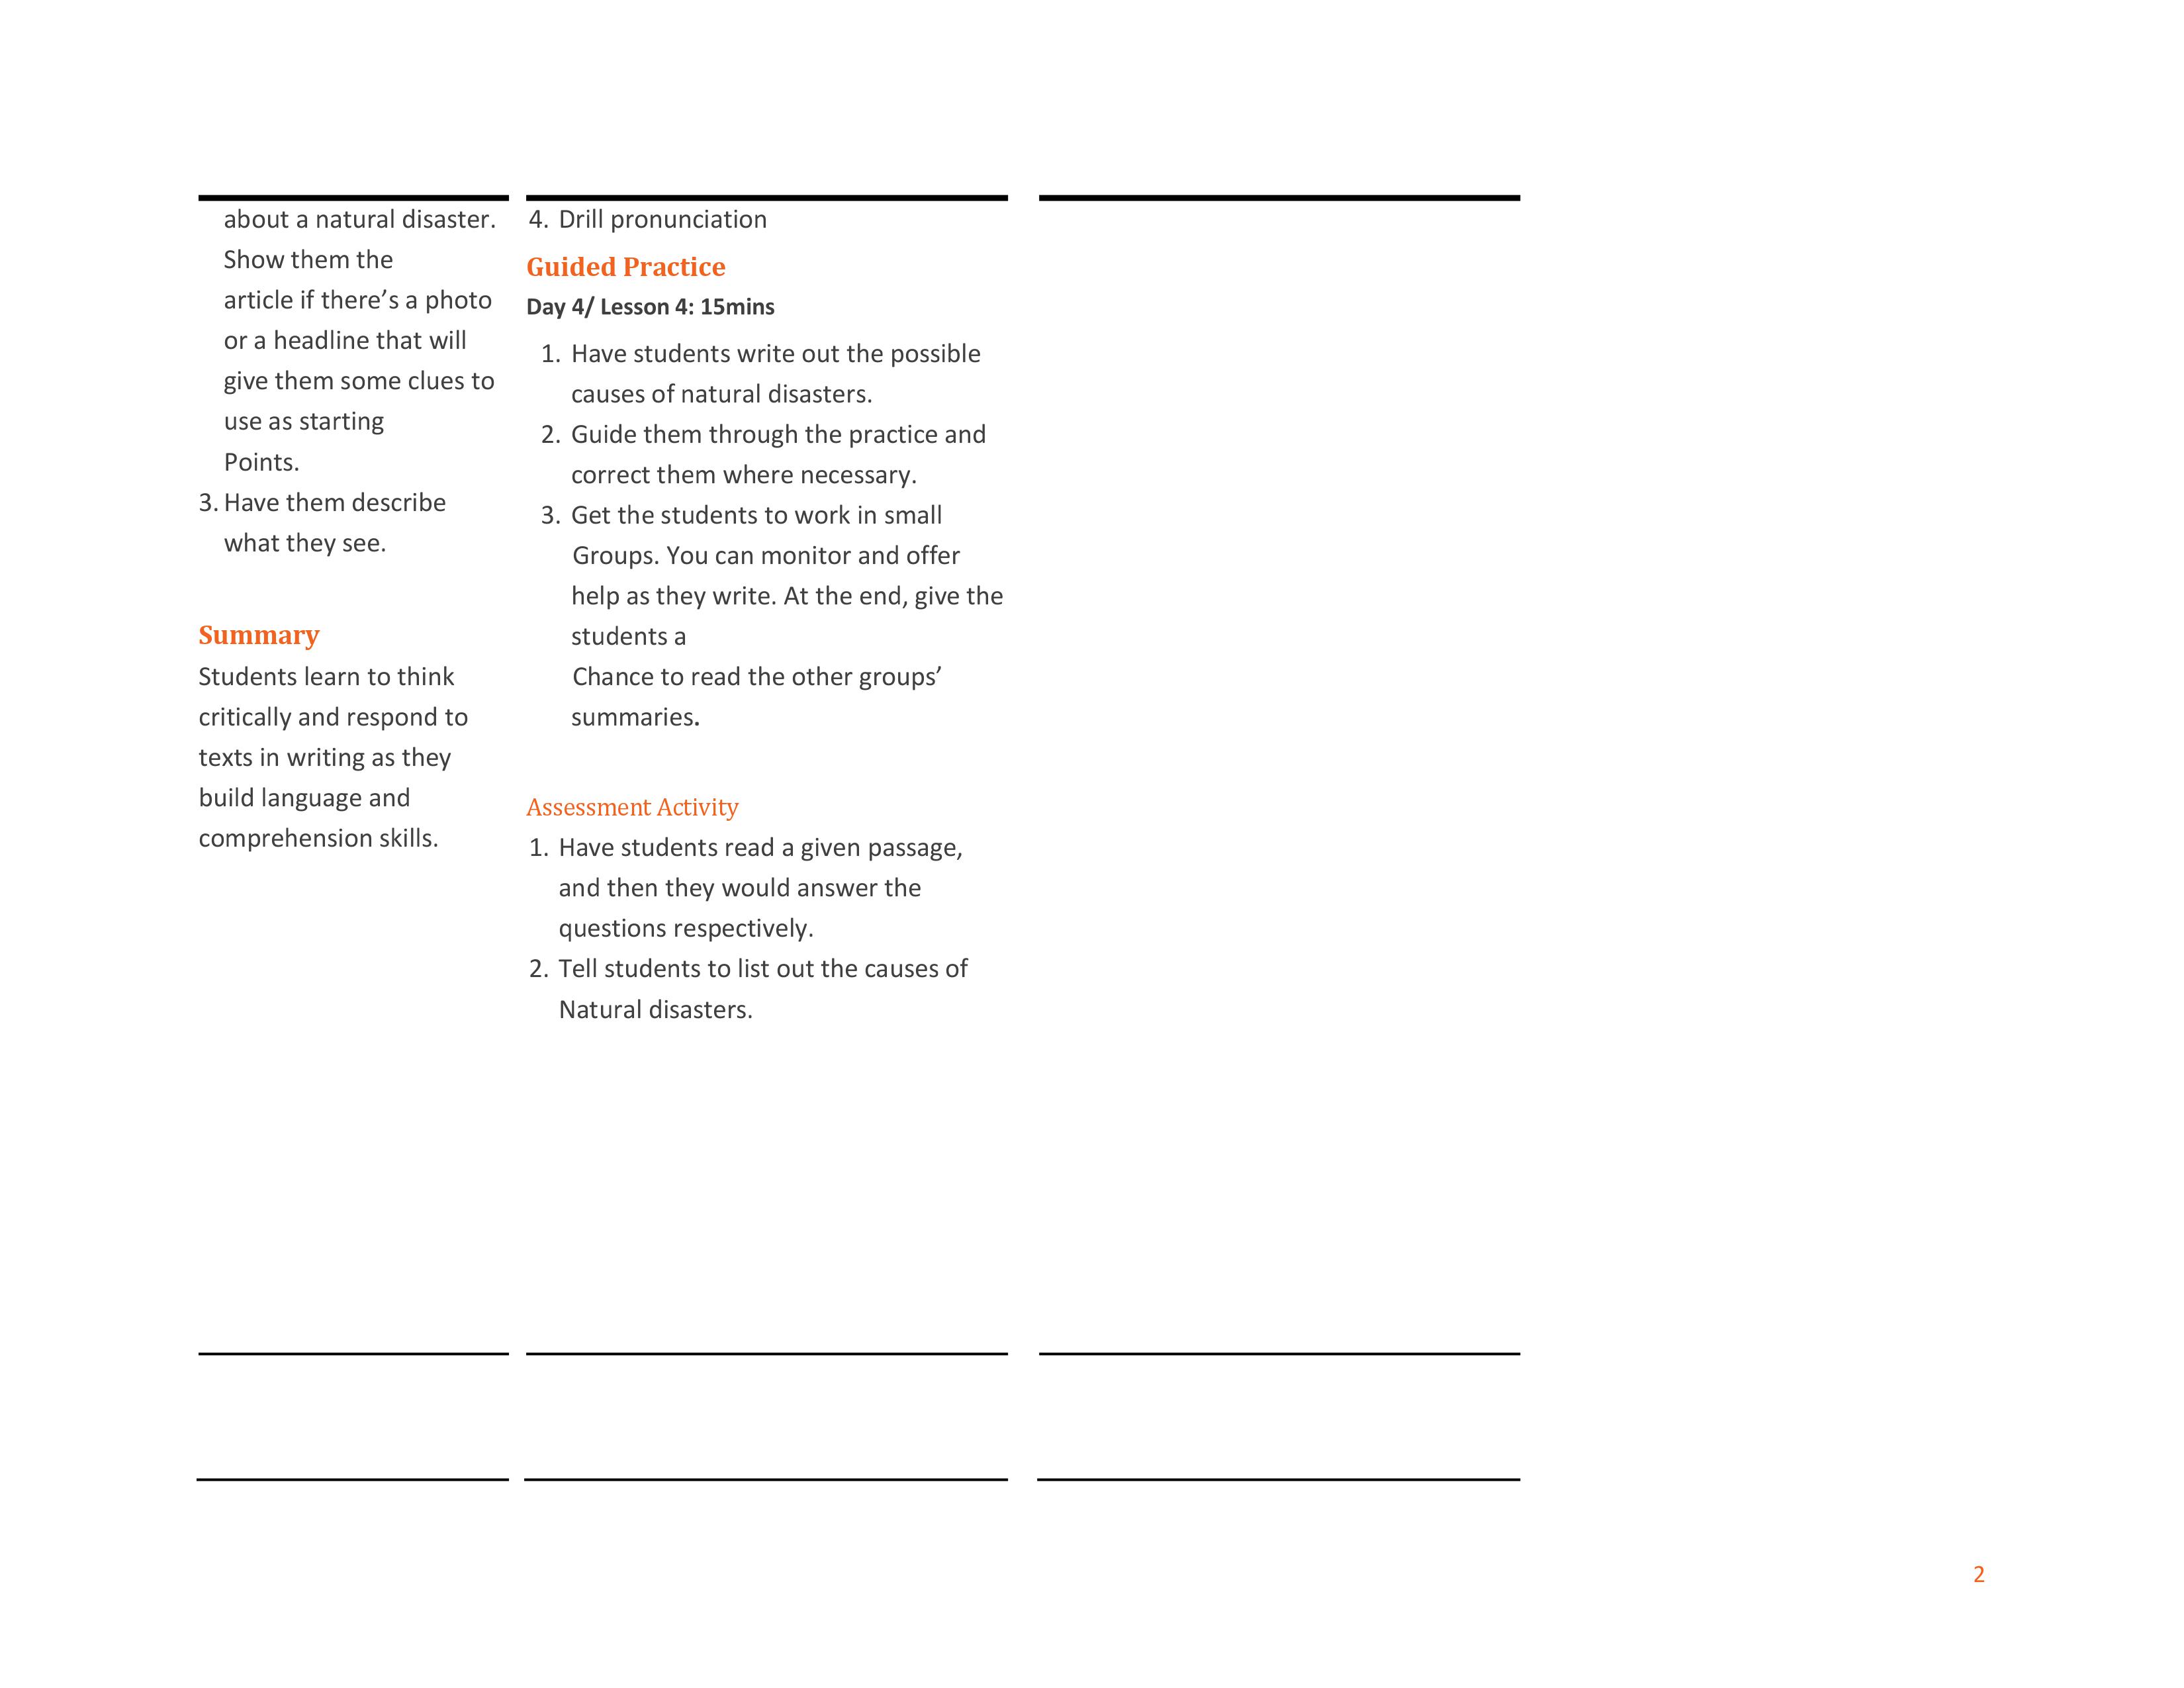 about a natural disaster.
Show them the
article if there’s a photo
or a headline that will
give them some clues to
use as starting
Points.
3. Have them describe
what they see.
Summary
Students learn to think
critically and respond to
texts in writing as they
build language and
comprehension skills.
4. Drill pronunciation
Guided Practice
Day 4/ Lesson 4: 15mins
1. Have students write out the possible
causes of natural disasters.
2. Guide them through the practice and
correct them where necessary.
3. Get the students to work in small
Groups. You can monitor and offer
help as they write. At the end, give the
students a
Chance to read the other groups’
summaries.
Assessment Activity
1. Have students read a given passage,
and then they would answer the
questions respectively.
2. Tell students to list out the causes of
Natural disasters.
2